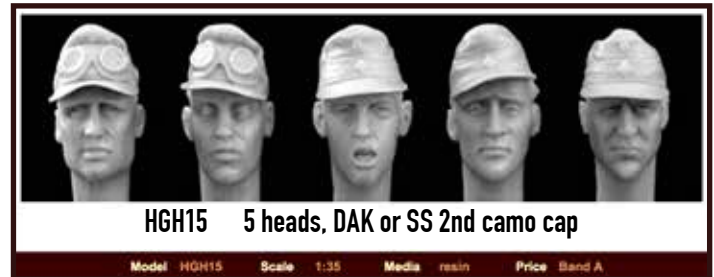 HGH15 5 heads, DAK or SS 2nd camo cap
Model HGH15 Scale 1:35 Media resin Price Band A